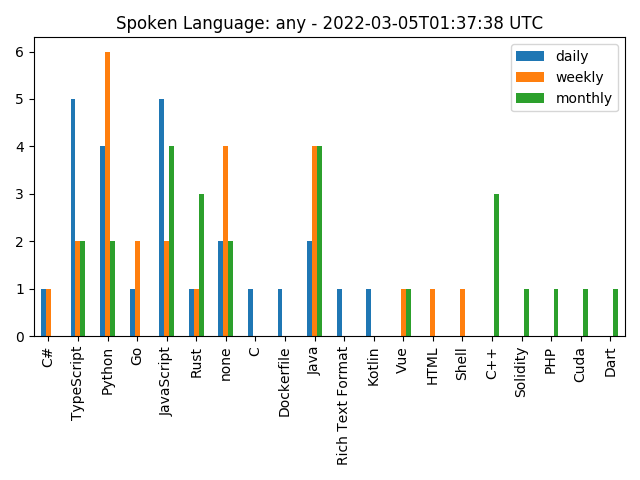 Spoken Language: any - 2022-03-05T01:37:38 UTC
daily
weekly
monthly
6
5
4
3
2
1
0
C#
TypeScript
Python
Go
JavaScript
Rust
none
C
Dockerfile
Java
Rich Text Format
Kotlin
Vue
HTML
Shell
C++
Solidity
PHP
Cuda
Dart